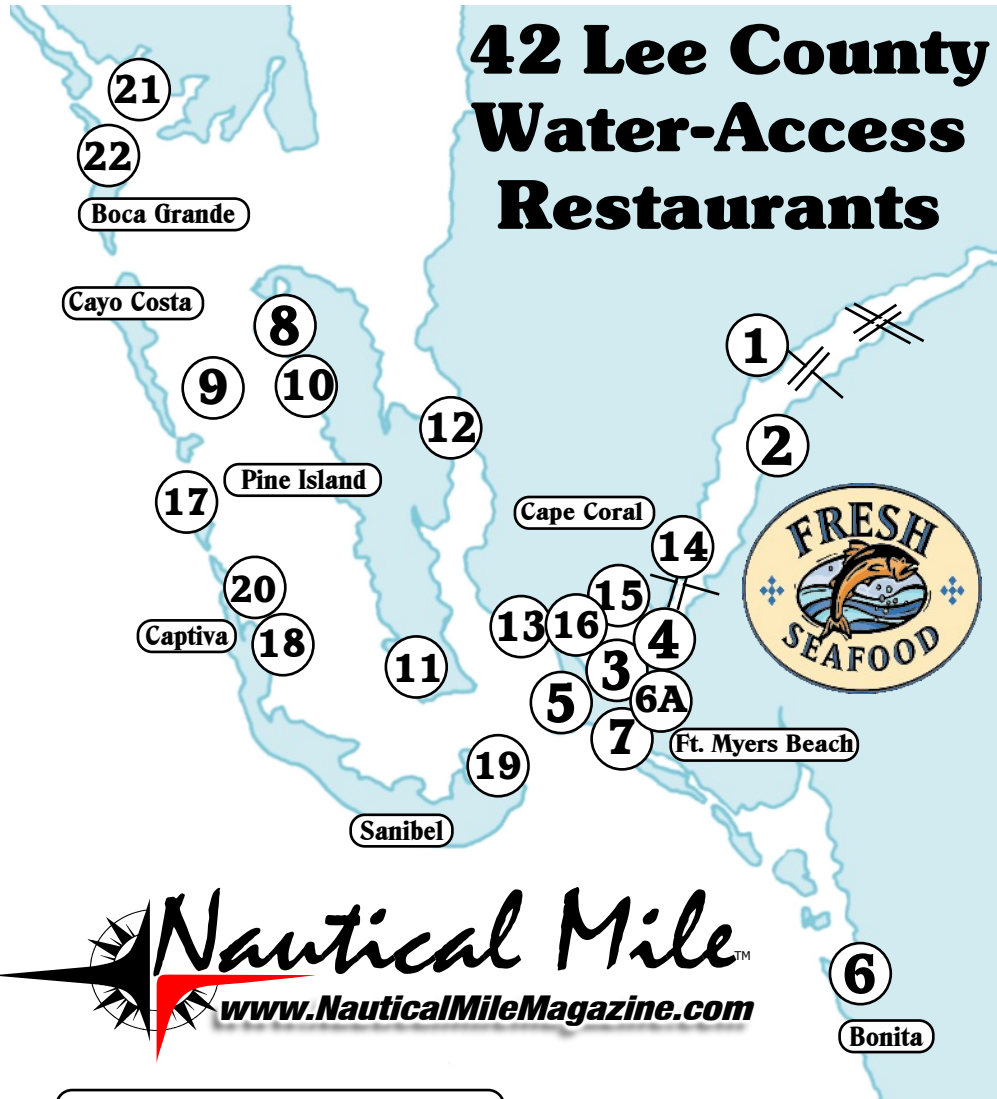 42 Lee County
Water-Access
Restaurants
21
22
Boca Grande
Cayo Costa
8
1
9
10
12
2
Pine Island
17
Cape Coral
FRESH
SEAFOOD
14
20
15
13
16
Captiva
18
4
11
3
5
6A
7
Ft. Myers Beach
19
Sanibel
Nautical Mile™
www.NauticalMileMagazine.com
6
Bonita